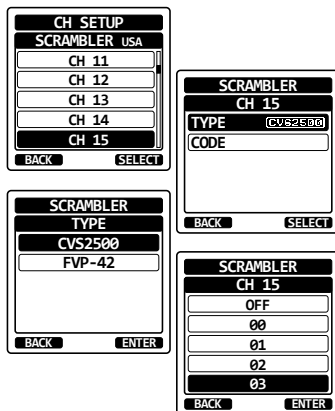 CH SETUP
SCRAMBLER USA
CH 11
CH 12
CH 13
CH 14
CH 15
BACK SELECT
SCRAMBLER
CH 15
TYPE CVS2500
CODE
BACK SELECT
SCRAMBLER
TYPE
CVS2500
FVP-42
BACK ENTER
SCRAMBLER
CH 15
OFF
00
01
02
03
BACK ENTER